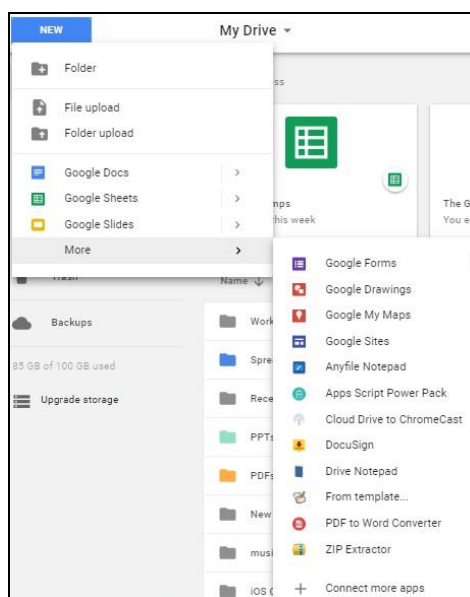 NEW
My Drive
Folder
File upload
Folder upload
Google Docs
Google Sheets
Google Slides
More
this week
The G
You e
Trash
Backups
85 GB of 100 GB used
Upgrade storage
Name
Work
Spre
Rece
PPTs
PDFs
New
musi
iOS
Google Forms
Google Drawings
Google My Maps
Google Sites
Anyfile Notepad
Apps Script Power Pack
Cloud Drive to ChromeCast
DocuSign
Drive Notepad
From template...
PDF to Word Converter
ZIP Extractor
Connect more apps